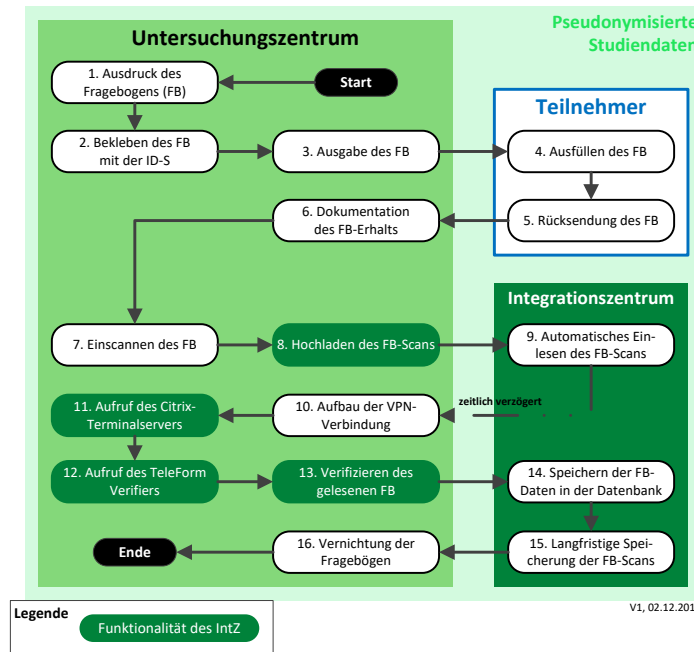 Pseudonymisierte
Studiendaten
Untersuchungszentrum
1. Ausdruck des
Fragebogens (FB)
Start
Teilnehmer
2. Bekleben des FB
mit der ID-S
3. Ausgabe des FB
4. Ausfüllen des FB
6. Dokumentation
des FB-Erhalts
5. Rücksendung des FB
Integrationszentrum
7. Einscannen des FB
8. Hochladen des FB-Scans
9. Automatisches Ein-
lesen des FB-Scans
zeitlich verzögert
11. Aufruf des Citrix-
Terminalservers
10. Aufbau der VPN-
Verbindung
12. Aufruf des TeleForm
Verifiers
13. Verifizieren des
gelesenen FB
14. Speichern der FB-
Daten in der Datenbank
Ende
16. Vernichtung der
Fragebögen
15. Langfristige Spei-
cherung der FB-Scans
Legende
Funktionalität des IntZ
V1, 02.12.201